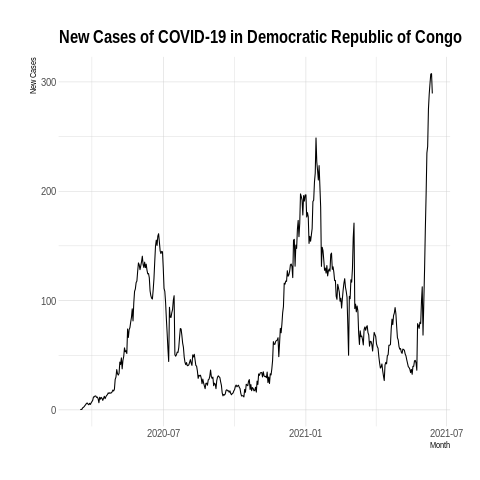 New Cases of COVID-19 in Democratic Republic of Congo
New Cases
300
200
100
0
2020-07
2021-01
2021-07
Month